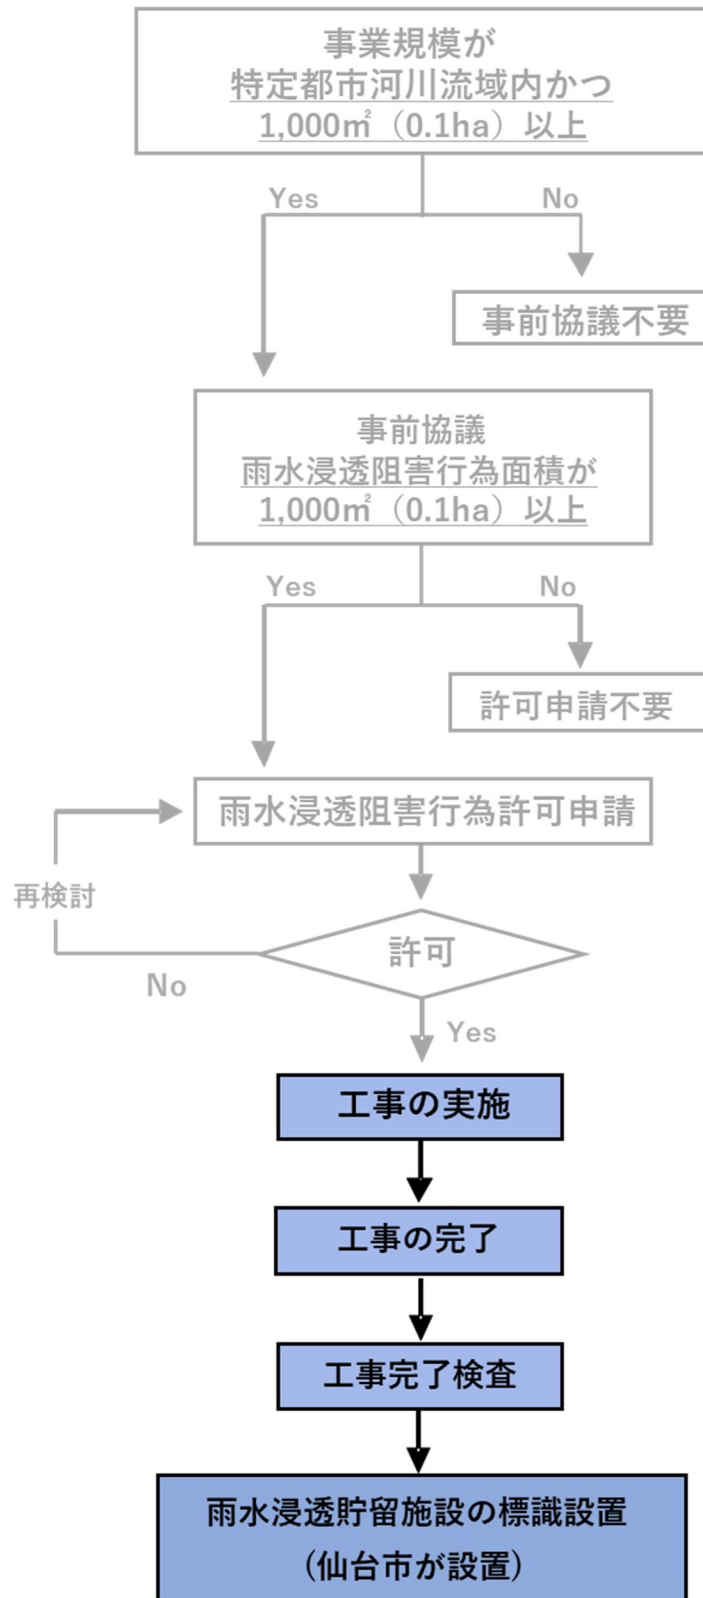 事業規模が
特定都市河川流域内かつ
1,000㎡（0.1ha）以上
Yes
No
事前協議不要
事前協議
雨水浸透阻害行為面積が
1,000㎡（0.1ha）以上
Yes
No
許可申請不要
雨水浸透阻害行為許可申請
再検討
許可
No
Yes
工事の実施
工事の完了
工事完了検査
雨水浸透貯留施設の標識設置
（仙台市が設置）